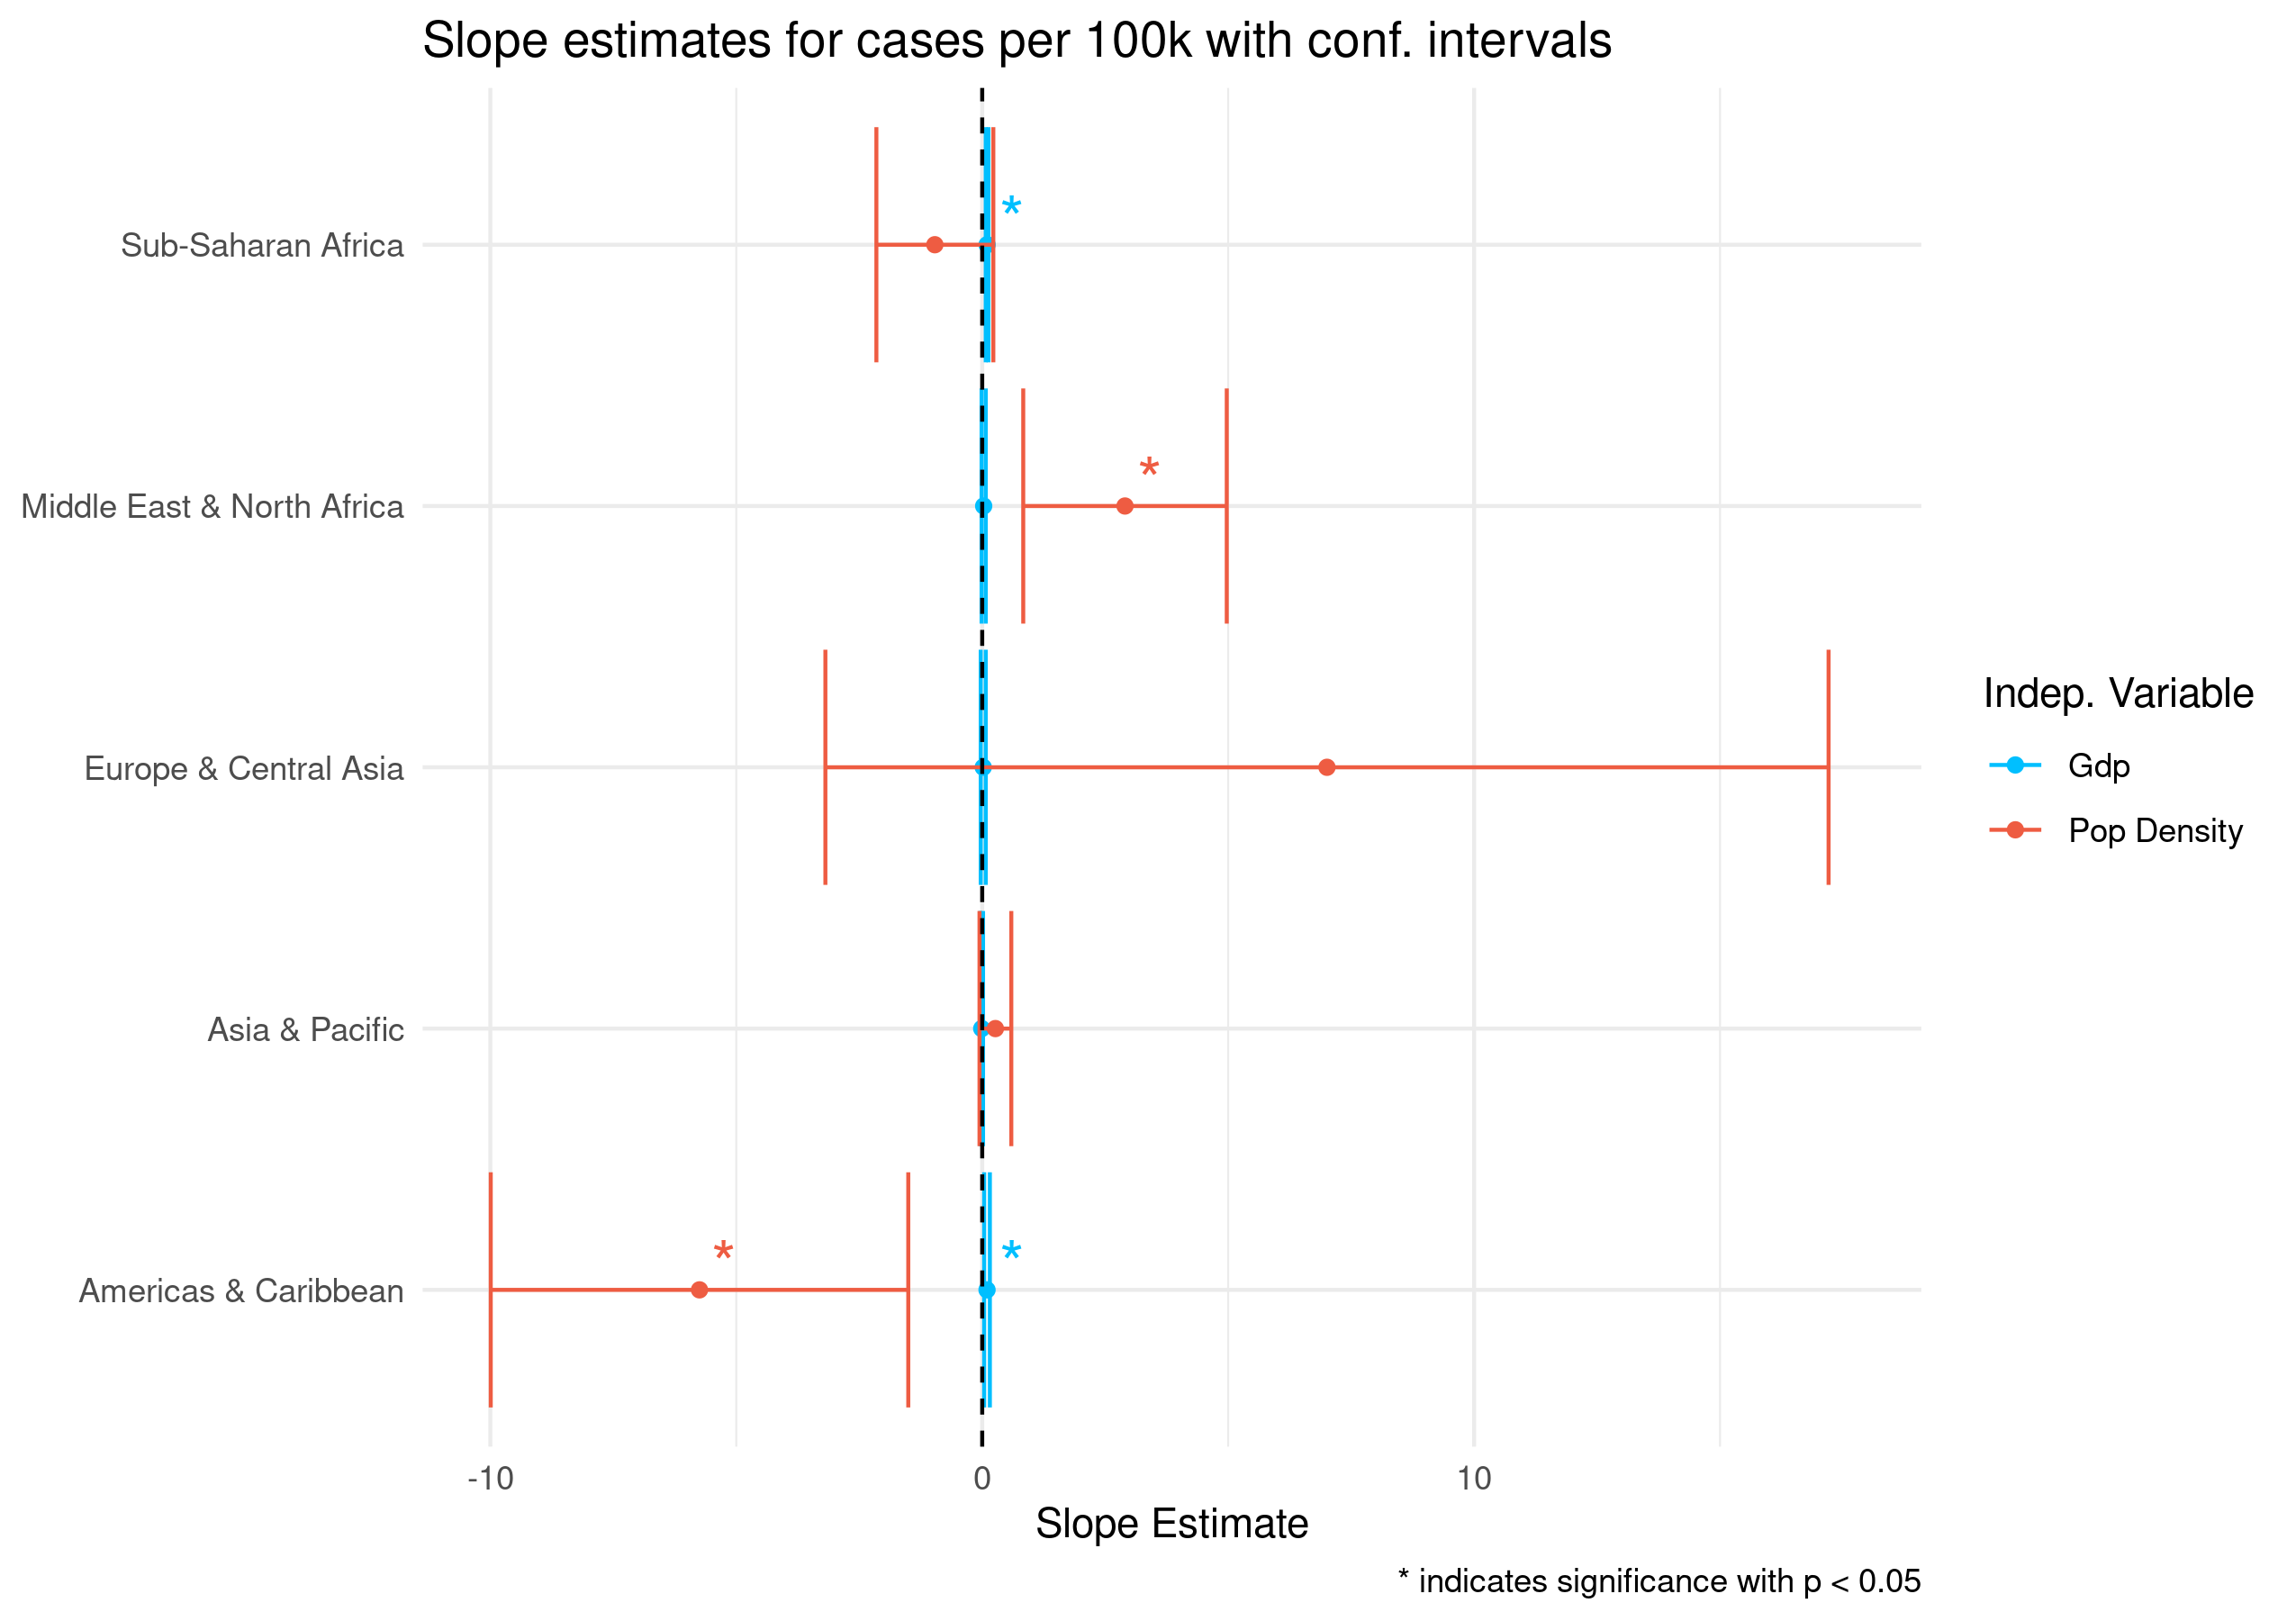 Slope estimates for cases per 100k with conf. intervals
*
Sub-Saharan Africa
*
Middle East & North Africa
Europe & Central Asia
Indep. Variable
Gdp
Pop Density
Asia & Pacific
* *
Americas & Caribbean
-10 0 10
Slope Estimate
* indicates significance with p < 0.05